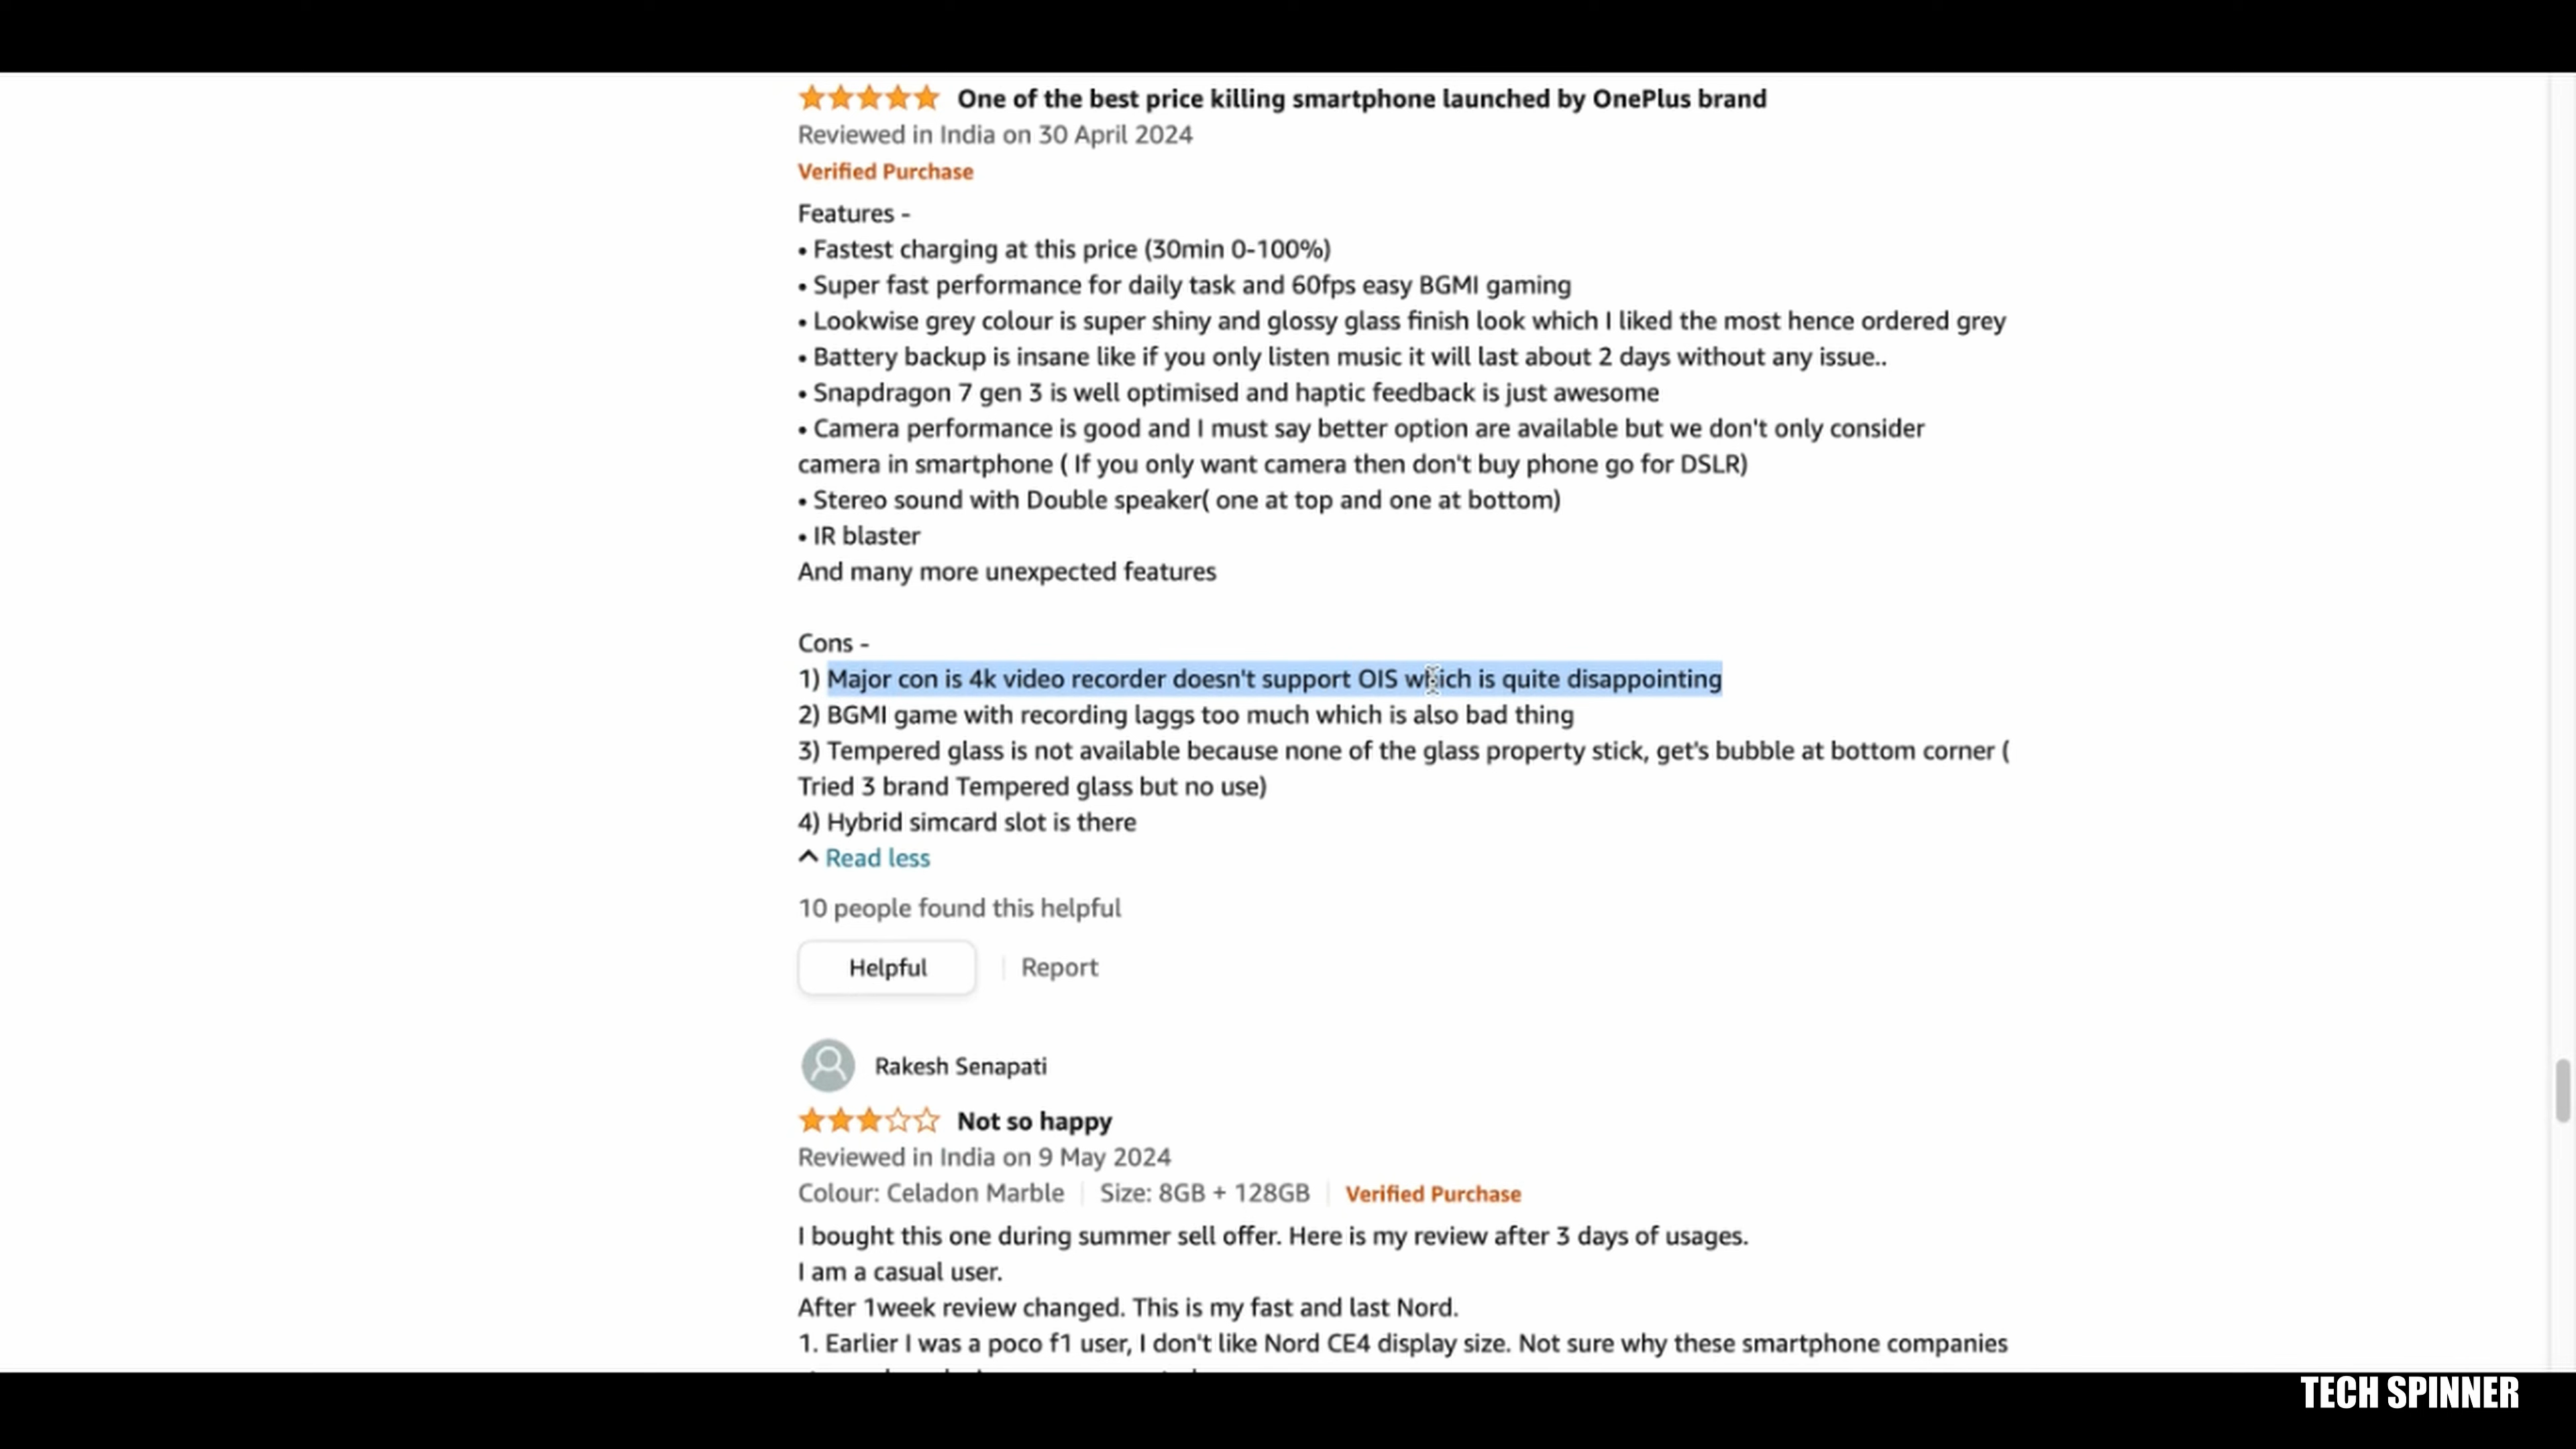 One of the best price killing smartphone launched by OnePlus brand
Reviewed in India on 30 April 2024
Verified Purchase
Features -
• Fastest charging at this price (30min 0-100%)
• Super fast performance for daily task and 60fps easy BGMI gaming
• Lookwise grey colour is super shiny and glossy glass finish look which I liked the most hence ordered grey
• Battery backup is insane like if you only listen music it will last about 2 days without any issue..
• Snapdragon 7 gen 3 is well optimised and haptic feedback is just awesome
• Camera performance is good and I must say better option are available but we don't only consider
camera in smartphone ( If you only want camera then don't buy phone go for DSLR)
• Stereo sound with Double speaker( one at top and one at bottom)
• IR blaster
And many more unexpected features
Cons -
1) Major con is 4k video recorder doesn't support OIS which is quite disappointing
2) BGMI game with recording laggs too much which is also bad thing
3) Tempered glass is not available because none of the glass property stick, get's bubble at bottom corner (
Tried 3 brand Tempered glass but no use)
4) Hybrid simcard slot is there
Read less
10 people found this helpful
Helpful Report
Rakesh Senapati
Not so happy
Reviewed in India on 9 May 2024
Colour: Celadon Marble Size: 8GB + 128GB Verified Purchase
I bought this one during summer sell offer. Here is my review after 3 days of usages.
I am a casual user.
After 1week review changed. This is my fast and last Nord.
1. Earlier I was a poco f1 user, I don't like Nord CE4 display size. Not sure why these smartphone companies
TECH SPINNER